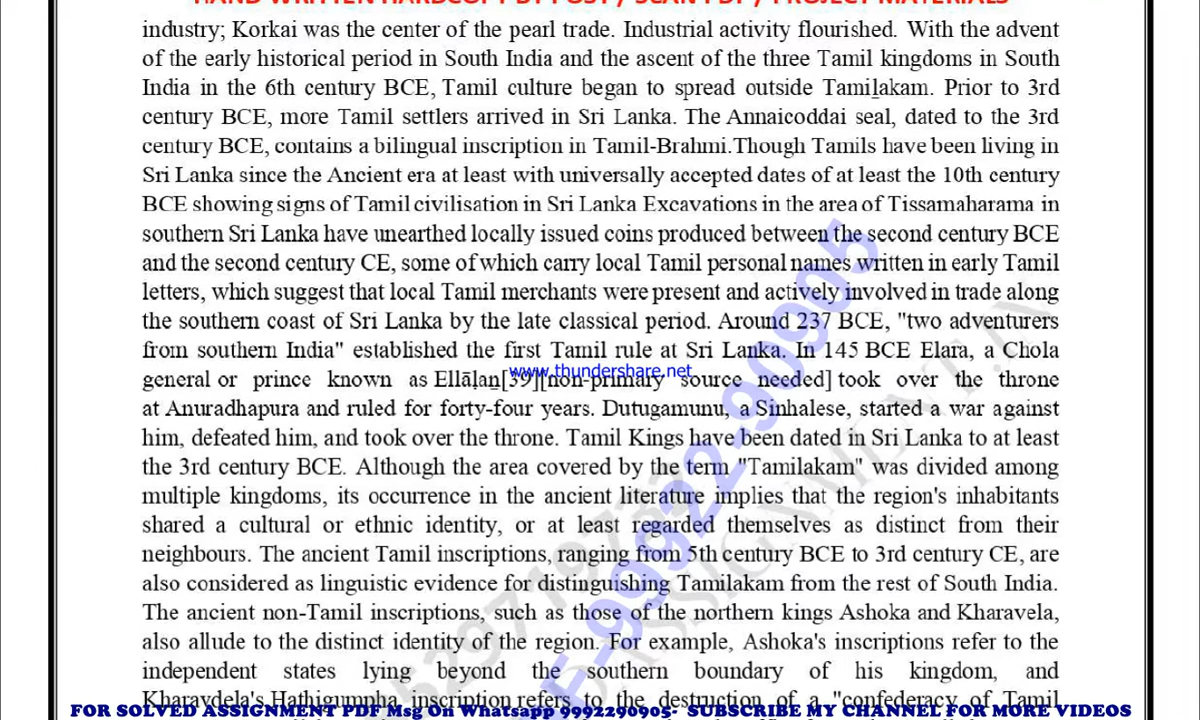 HAND WRITTEN HARDCOPY BY POST / SCAN PDF / PROJECT MATERIALS
industry; Korkai was the center of the pearl trade. Industrial activity flourished. With the advent
of the early historical period in South India and the ascent of the three Tamil kingdoms in South
India in the 6th century BCE, Tamil culture began to spread outside Tamiḻakam. Prior to 3rd
century BCE, more Tamil settlers arrived in Sri Lanka. The Annaicoddai seal, dated to the 3rd
century BCE, contains a bilingual inscription in Tamil-Brahmi.Though Tamils have been living in
Sri Lanka since the Ancient era at least with universally accepted dates of at least the 10th century
BCE showing signs of Tamil civilisation in Sri Lanka Excavations in the area of Tissamaharama in
southern Sri Lanka have unearthed locally issued coins produced between the second century BCE
and the second century CE, some of which carry local Tamil personal names written in early Tamil
letters, which suggest that local Tamil merchants were present and actively involved in trade along
the southern coast of Sri Lanka by the late classical period. Around 237 BCE, "two adventurers
from southern India" established the first Tamil rule at Sri Lanka. In 145 BCE Elara, a Chola
www.thundershare.net
general or prince known as Ellāḷaṉ[39][non-primary source needed] took over the throne
at Anuradhapura and ruled for forty-four years. Dutugamunu, a Sinhalese, started a war against
him, defeated him, and took over the throne. Tamil Kings have been dated in Sri Lanka to at least
the 3rd century BCE. Although the area covered by the term "Tamilakam" was divided among
multiple kingdoms, its occurrence in the ancient literature implies that the region's inhabitants
shared a cultural or ethnic identity, or at least regarded themselves as distinct from their
neighbours. The ancient Tamil inscriptions, ranging from 5th century BCE to 3rd century CE, are
also considered as linguistic evidence for distinguishing Tamilakam from the rest of South India.
The ancient non-Tamil inscriptions, such as those of the northern kings Ashoka and Kharavela,
also allude to the distinct identity of the region. For example, Ashoka's inscriptions refer to the
independent states lying beyond the southern boundary of his kingdom, and
Kharavdela's Hathigumpha inscription refers to the destruction of a "confederacy of Tamil
FOR SOLVED ASSIGNMENT PDF Msg On Whatsapp 9992290905- SUBSCRIBE MY CHANNEL FOR MORE VIDEOS